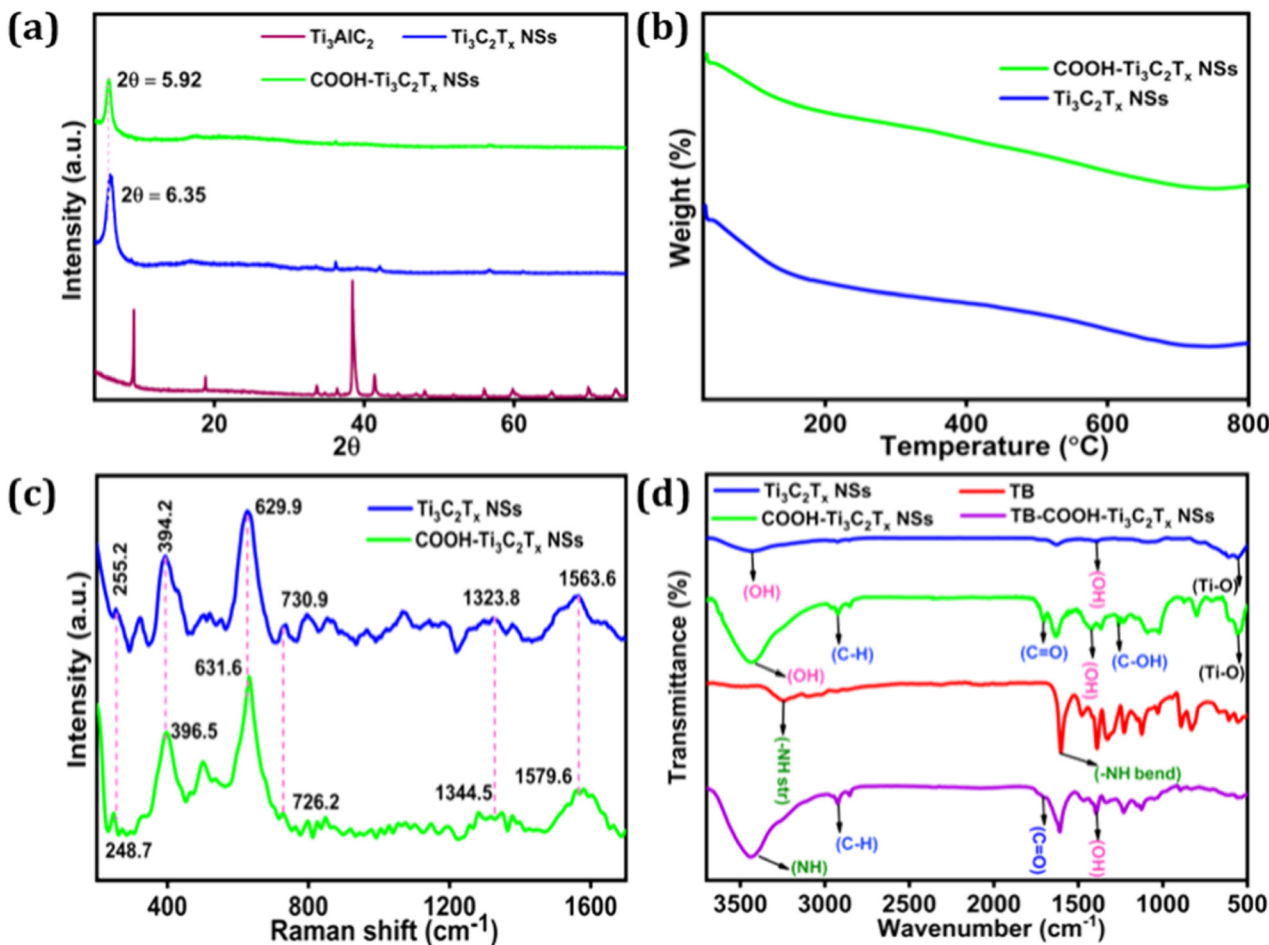 (a)
Ti₃AlC₂ Ti₃C₂Tₓ NSs
COOH-Ti₃C₂Tₓ NSs
2θ = 5.92
2θ = 6.35
Intensity (a.u.)
20 40 60
2θ
(b)
COOH-Ti₃C₂Tₓ NSs
Ti₃C₂Tₓ NSs
Weight (%)
200 400 600 800
Temperature (°C)
(c)
Ti₃C₂Tₓ NSs
COOH-Ti₃C₂Tₓ NSs
255.2
394.2
629.9
730.9
1323.8
1563.6
248.7
396.5
631.6
726.2
1344.5
1579.6
Intensity (a.u.)
400 800 1200 1600
Raman shift (cm⁻¹)
(d)
Ti₃C₂Tₓ NSs TB
COOH-Ti₃C₂Tₓ NSs TB-COOH-Ti₃C₂Tₓ NSs
(OH)
(OH)
(Ti-O)
(OH)
(C-H)
(C=O)
(OH)
(C-OH)
(Ti-O)
(-NH str)
(-NH bend)
(NH)
(C-H)
(C=O)
(OH)
Transmittance (%)
3500 3000 2500 2000 1500 1000 500
Wavenumber (cm⁻¹)